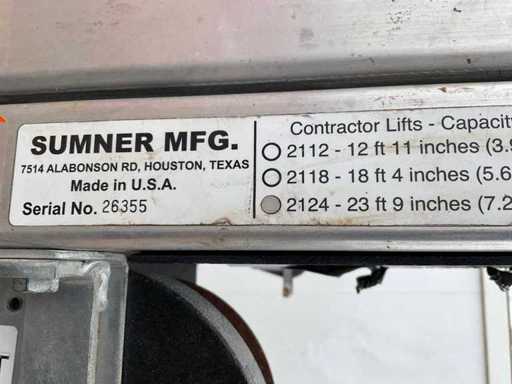 SUMNER MFG.
7514 ALABONSON RD, HOUSTON, TEXAS
Made in U.S.A.
Serial No. 26355
Contractor Lifts - Capacity
2112 - 12 ft 11 inches (3.9
2118 - 18 ft 4 inches (5.6
2124 - 23 ft 9 inches (7.2
T